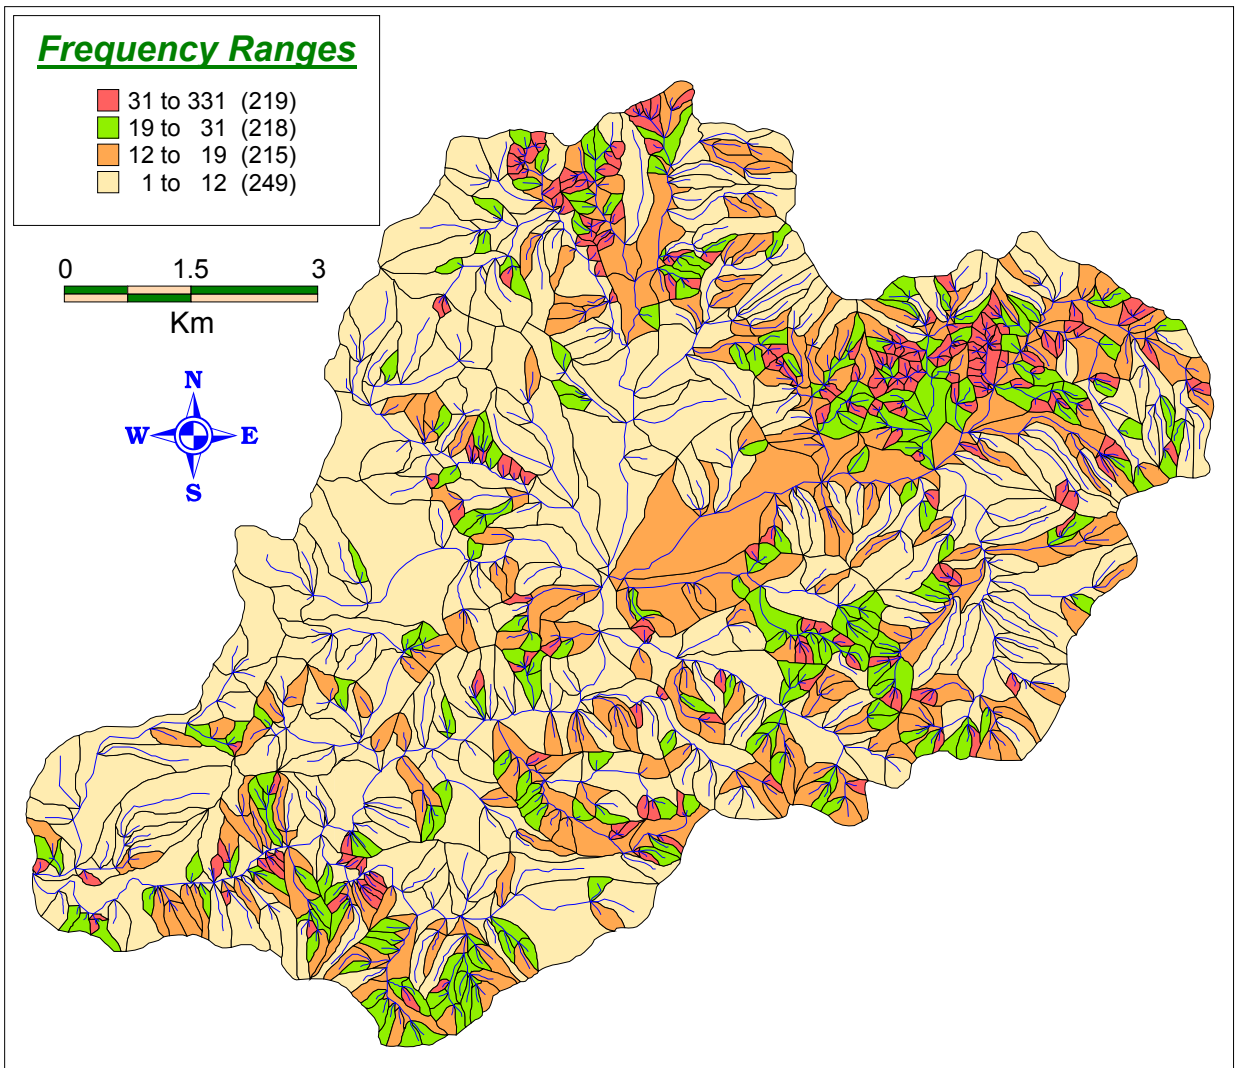 Frequency Ranges
31 to 331 (219)
19 to 31 (218)
12 to 19 (215)
1 to 12 (249)
0 1.5 3
Km
N
W E
S